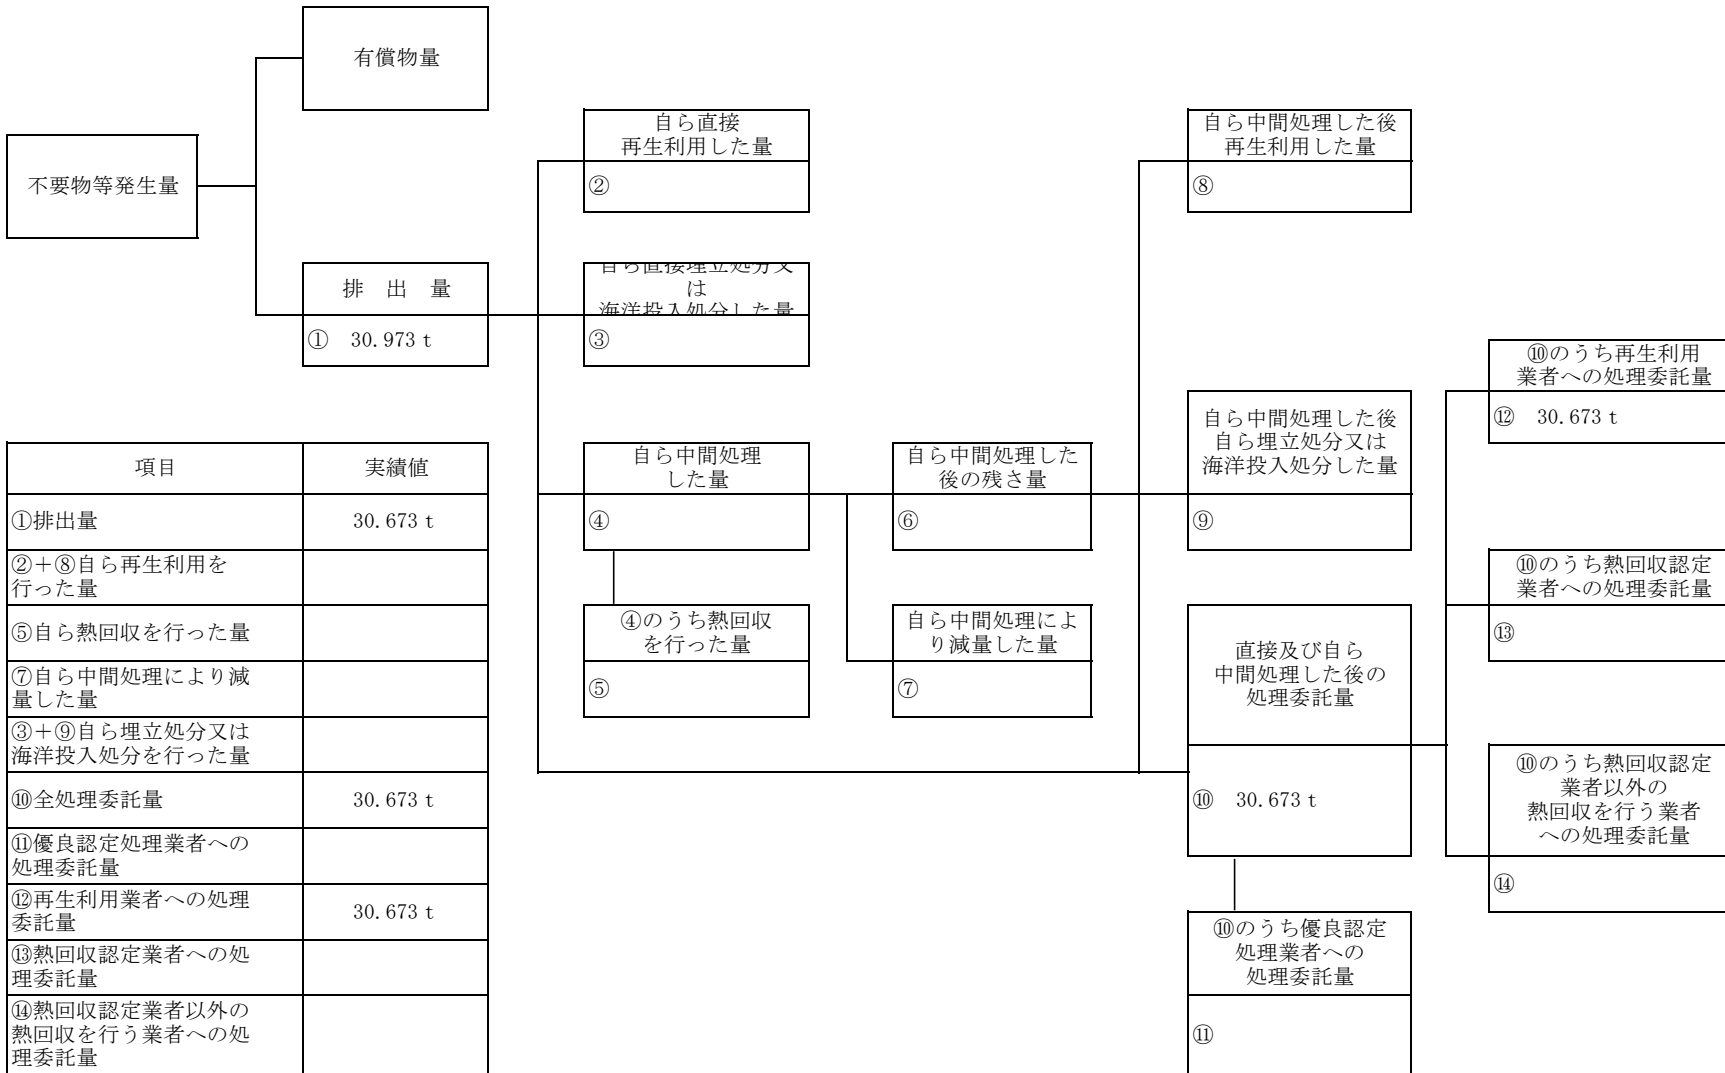 有償物量
不要物等発生量
排 出 量
① 30.973 t
自ら直接
再生利用した量
②
自ら直接埋立処分又
は
海洋投入処分した量
③
自ら中間処理
した量
④
④のうち熱回収
を行った量
⑤
自ら中間処理した
後の残さ量
⑥
自ら中間処理によ
り減量した量
⑦
自ら中間処理した後
再生利用した量
⑧
自ら中間処理した後
自ら埋立処分又は
海洋投入処分した量
⑨
直接及び自ら
中間処理した後の
処理委託量
⑩ 30.673 t
⑩のうち優良認定
処理業者への
処理委託量
⑪
⑩のうち再生利用
業者への処理委託量
⑫ 30.673 t
⑩のうち熱回収認定
業者への処理委託量
⑬
⑩のうち熱回収認定
業者以外の
熱回収を行う業者
への処理委託量
⑭
項目 実績値
①排出量 30.673 t
②＋⑧自ら再生利用を
行った量
⑤自ら熱回収を行った量
⑦自ら中間処理により減
量した量
③＋⑨自ら埋立処分又は
海洋投入処分を行った量
⑩全処理委託量 30.673 t
⑪優良認定処理業者への
処理委託量
⑫再生利用業者への処理
委託量 30.673 t
⑬熱回収認定業者への処
理委託量
⑭熱回収認定業者以外の
熱回収を行う業者への処
理委託量